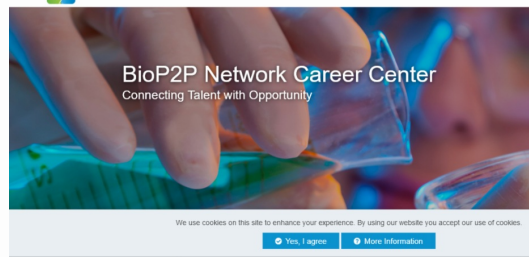 BioP2P Network Career Center
Connecting Talent with Opportunity
We use cookies on this site to enhance your experience. By using our website you accept our use of cookies.
Yes, I agree
More Information